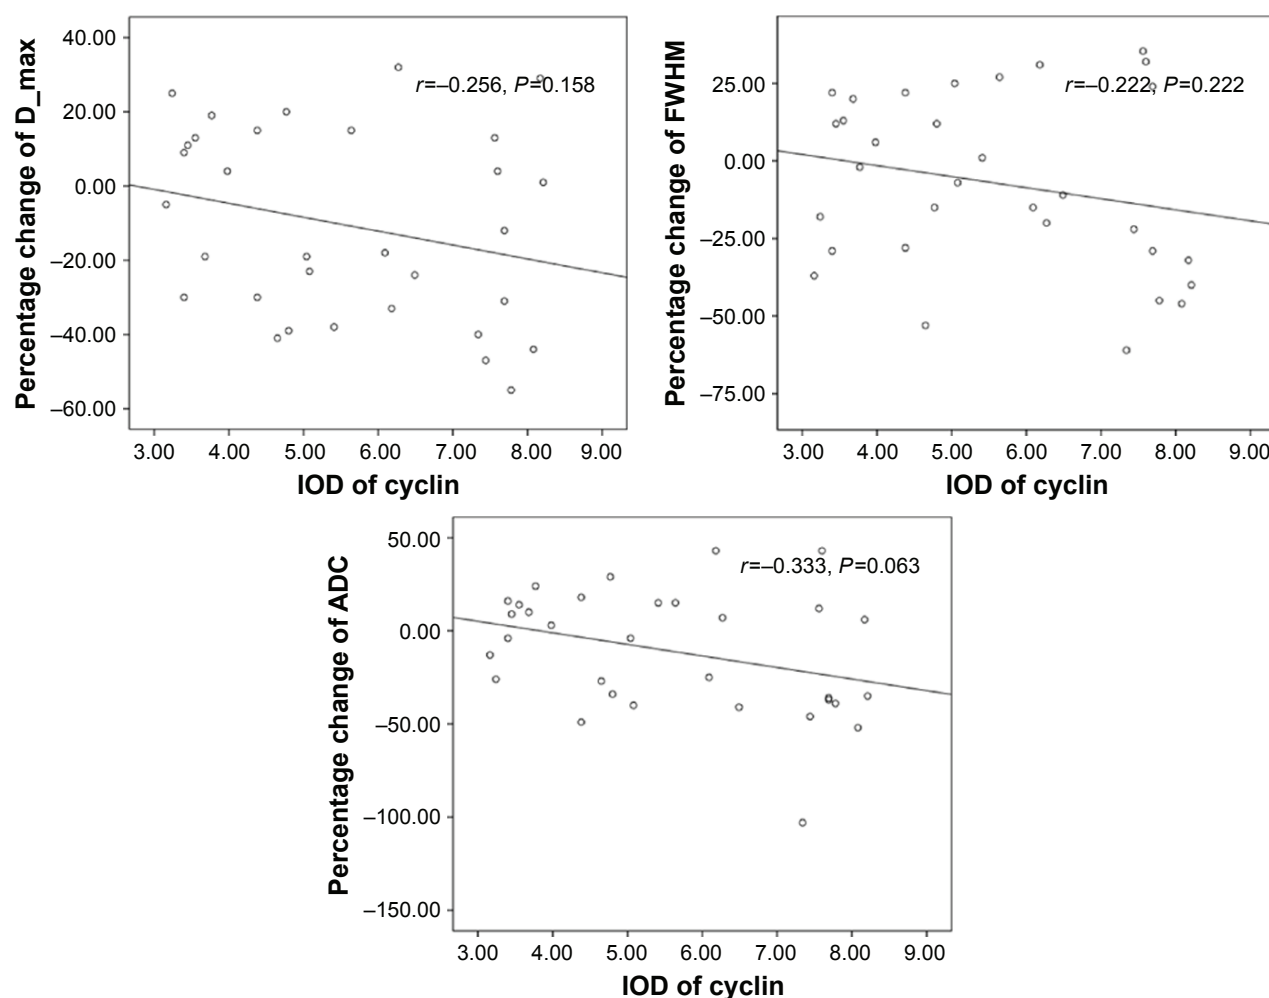 Percentage change of D_max
40.00
20.00
0.00
–20.00
–40.00
–60.00
r=–0.256, P=0.158
3.00 4.00 5.00 6.00 7.00 8.00 9.00
IOD of cyclin
Percentage change of FWHM
25.00
0.00
–25.00
–50.00
–75.00
r=–0.222, P=0.222
3.00 4.00 5.00 6.00 7.00 8.00 9.00
IOD of cyclin
Percentage change of ADC
50.00
0.00
–50.00
–100.00
–150.00
r=–0.333, P=0.063
3.00 4.00 5.00 6.00 7.00 8.00 9.00
IOD of cyclin